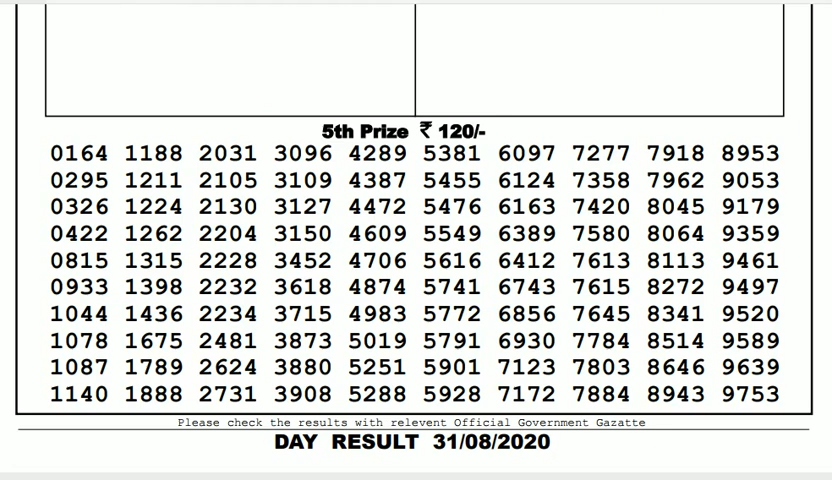 5th Prize ₹ 120/-
0164 1188 2031 3096 4289 5381 6097 7277 7918 8953
0295 1211 2105 3109 4387 5455 6124 7358 7962 9053
0326 1224 2130 3127 4472 5476 6163 7420 8045 9179
0422 1262 2204 3150 4609 5549 6389 7580 8064 9359
0815 1315 2228 3452 4706 5616 6412 7613 8113 9461
0933 1398 2232 3618 4874 5741 6743 7615 8272 9497
1044 1436 2234 3715 4983 5772 6856 7645 8341 9520
1078 1675 2481 3873 5019 5791 6930 7784 8514 9589
1087 1789 2624 3880 5251 5901 7123 7803 8646 9639
1140 1888 2731 3908 5288 5928 7172 7884 8943 9753
Please check the results with relevent Official Government Gazatte
DAY RESULT 31/08/2020